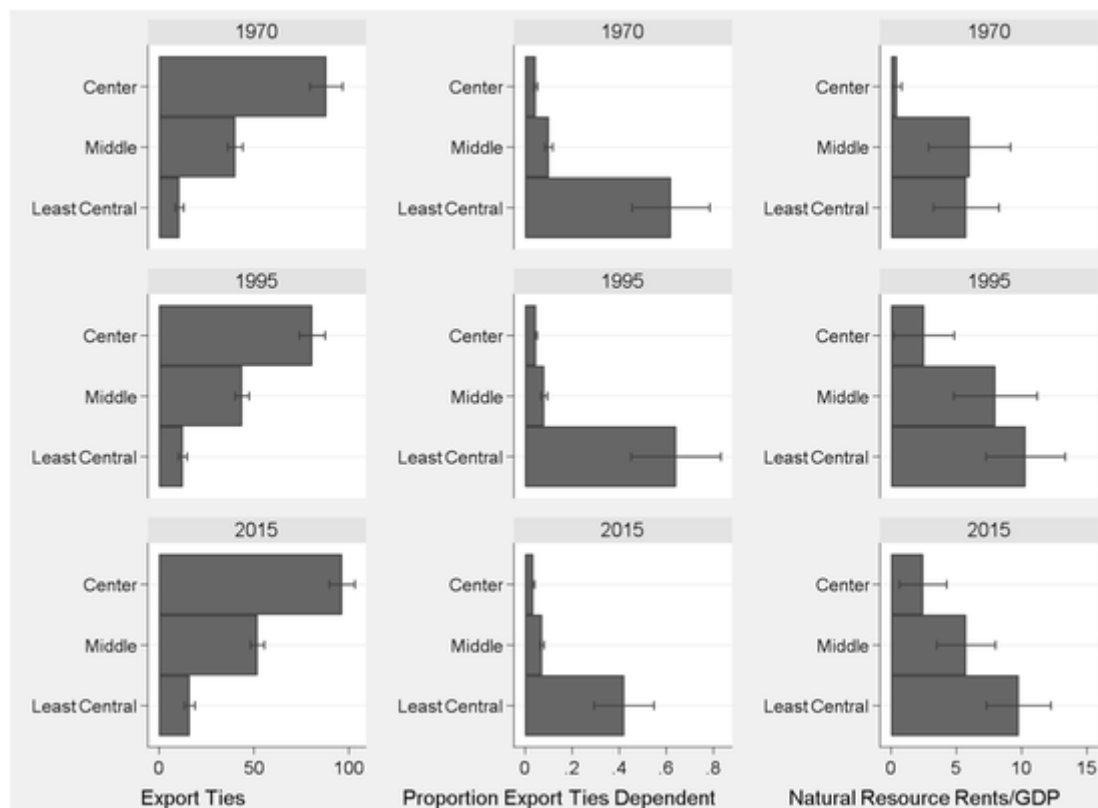 1970 1970 1970
Center
Middle
Least Central
Center
Middle
Least Central
Center
Middle
Least Central
1995 1995 1995
Center
Middle
Least Central
Center
Middle
Least Central
Center
Middle
Least Central
2015 2015 2015
Center
Middle
Least Central
Center
Middle
Least Central
Center
Middle
Least Central
0 50 100
0 .2 .4 .6 .8
0 5 10 15
Export Ties
Proportion Export Ties Dependent
Natural Resource Rents/GDP